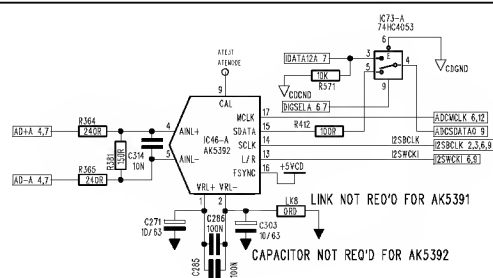 IC73-A
74HC4053
6
ATEST
ATEMODE
IDATA12A 7
3
E
5
4
CDGND
10K
R571
CDGND
9
DIGSELA 6 7
9
CAL
17
MCLK
ADCMCLK 6,12
R364
4
15
SDATA
R412
100R
ADCSDATA0 9
AD+A 4,7
240R
AINL+
IC46-A
14
SCLK
I2SBCLK
I2SBCLK 2,3,6,9
R381
150R
C314
10N
5
AINL-
AK5392
13
L/R
I2SWCKI
I2SWCKI 6,9
R365
16
FSYNC
+5VCD
AD-A 4,7
240R
VRL+ VRL-
1
2
LK8
0R0
LINK NOT REQ'D FOR AK5391
C271
10/63
C286
100N
C303
10/63
CAPACITOR NOT REQ'D FOR AK5392
C285
100N